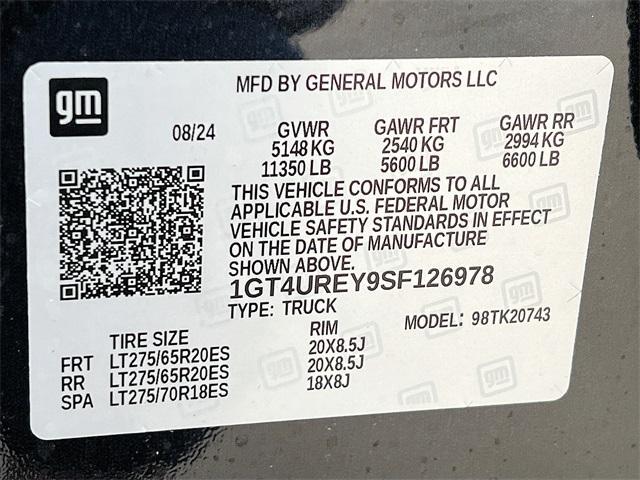 MFD BY GENERAL MOTORS LLC
gm
08/24 GVWR GAWR FRT GAWR RR
5148 KG 2540 KG 2994 KG
11350 LB 5600 LB 6600 LB
THIS VEHICLE CONFORMS TO ALL
APPLICABLE U.S. FEDERAL MOTOR
VEHICLE SAFETY STANDARDS IN EFFECT
ON THE DATE OF MANUFACTURE
SHOWN ABOVE.
1GT4UREY9SF126978
TYPE: TRUCK MODEL: 98TK20743
TIRE SIZE RIM
FRT LT275/65R20ES 20X8.5J
RR LT275/65R20ES 20X8.5J
SPA LT275/70R18ES 18X8J